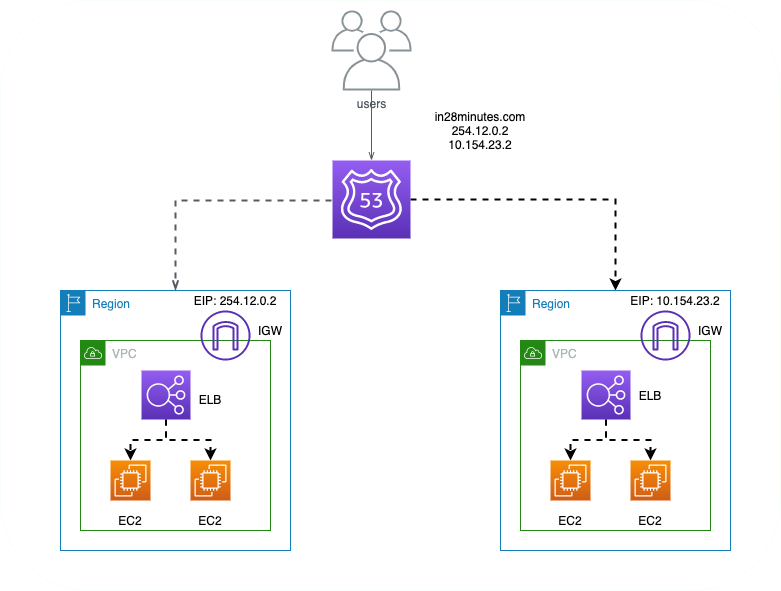 users
in28minutes.com
254.12.0.2
10.154.23.2
53
Region
EIP: 254.12.0.2
IGW
VPC
ELB
EC2
EC2
Region
EIP: 10.154.23.2
IGW
VPC
ELB
EC2
EC2